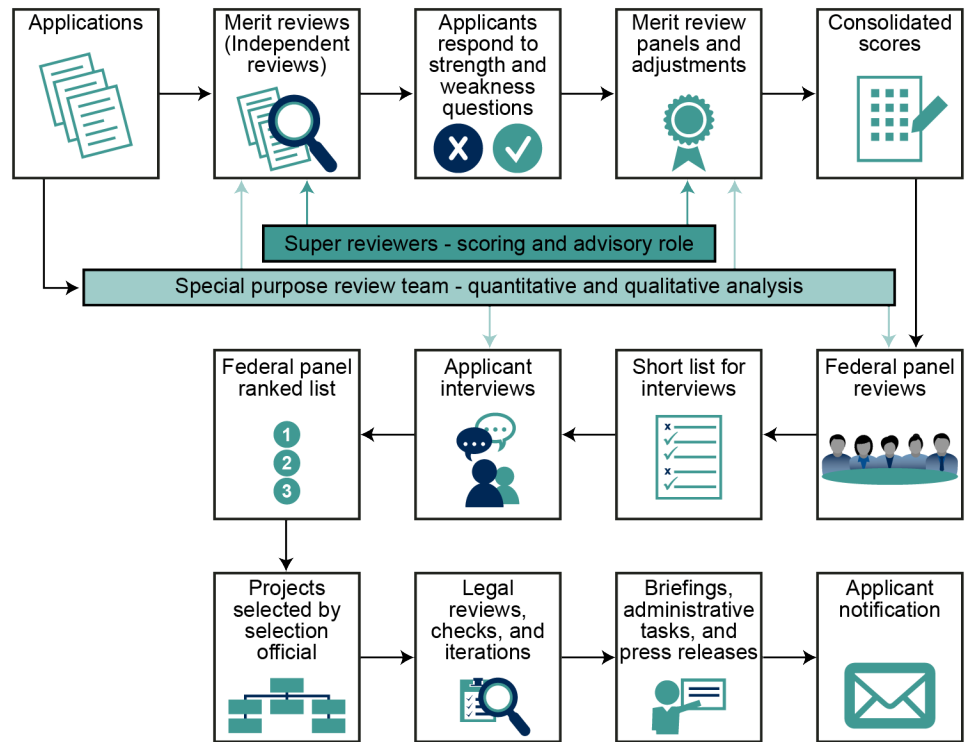 Applications
Merit reviews
(Independent
reviews)
Applicants
respond to
strength and
weakness
questions
Merit review
panels and
adjustments
Consolidated
scores
Super reviewers - scoring and advisory role
Special purpose review team - quantitative and qualitative analysis
Federal panel
reviews
Short list for
interviews
Applicant
interviews
Federal panel
ranked list
1
2
3
Projects
selected by
selection
official
Legal
reviews,
checks, and
iterations
Briefings,
administrative
tasks, and
press releases
Applicant
notification